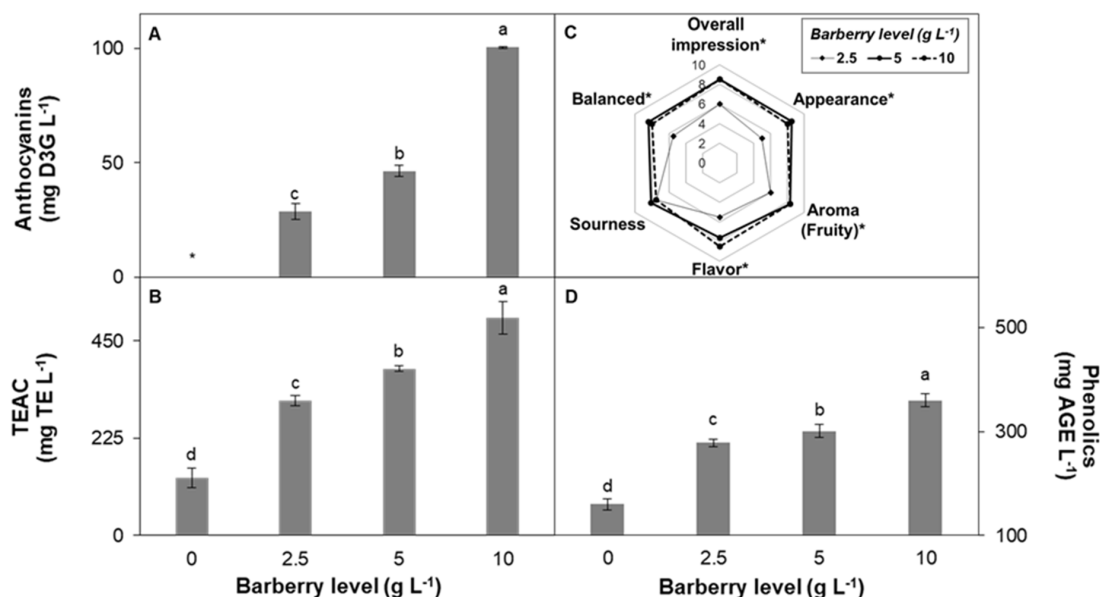 A
Anthocyanins
(mg D3G L-1)
100
50
0
*
c
b
a
C
Overall
impression*
Barberry level (g L-1)
2.5 5 10
10
8
6
4
2
0
Balanced*
Appearance*
Sourness
Aroma
(Fruity)*
Flavor*
B
TEAC
(mg TE L-1)
450
225
0
d
c
b
a
0 2.5 5 10
Barberry level (g L-1)
D
d
c
b
a
500
300
100
Phenolics
(mg AGE L-1)
0 2.5 5 10
Barberry level (g L-1)